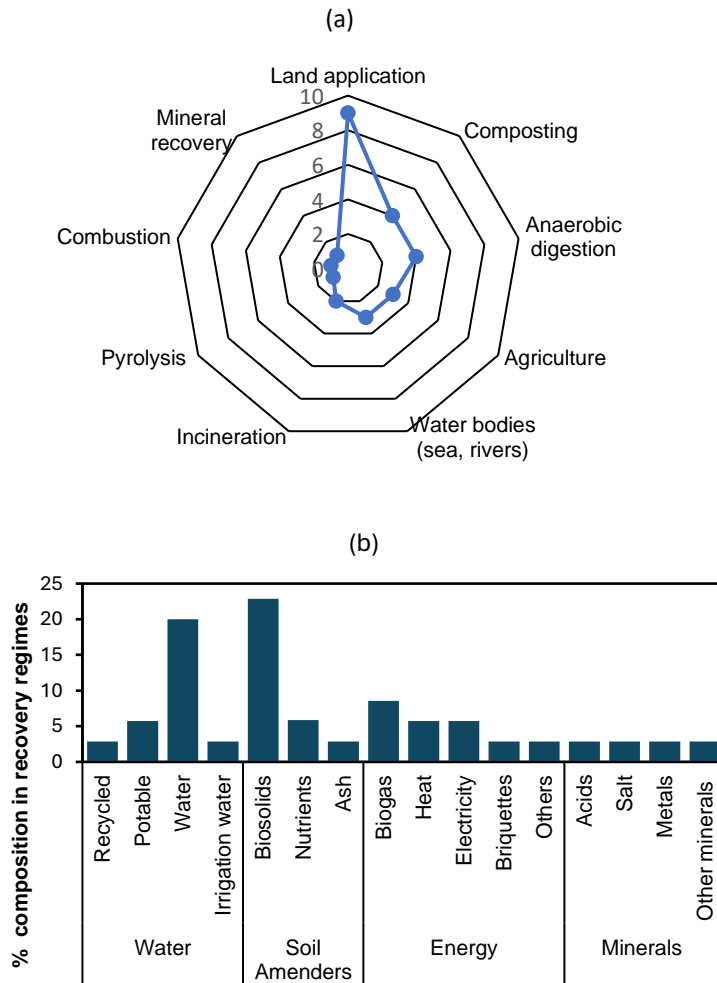 (a)
Land application
10
8
6
4
2
0
Composting
Anaerobic
digestion
Agriculture
Water bodies
(sea, rivers)
Incineration
Pyrolysis
Combustion
Mineral
recovery
(b)
% composition in recovery regimes
25
20
15
10
5
0
Recycled
Potable
Water
Irrigation water
Biosolids
Nutrients
Ash
Biogas
Heat
Electricity
Briquettes
Others
Acids
Salt
Metals
Other minerals
Water
Soil
Amenders
Energy
Minerals